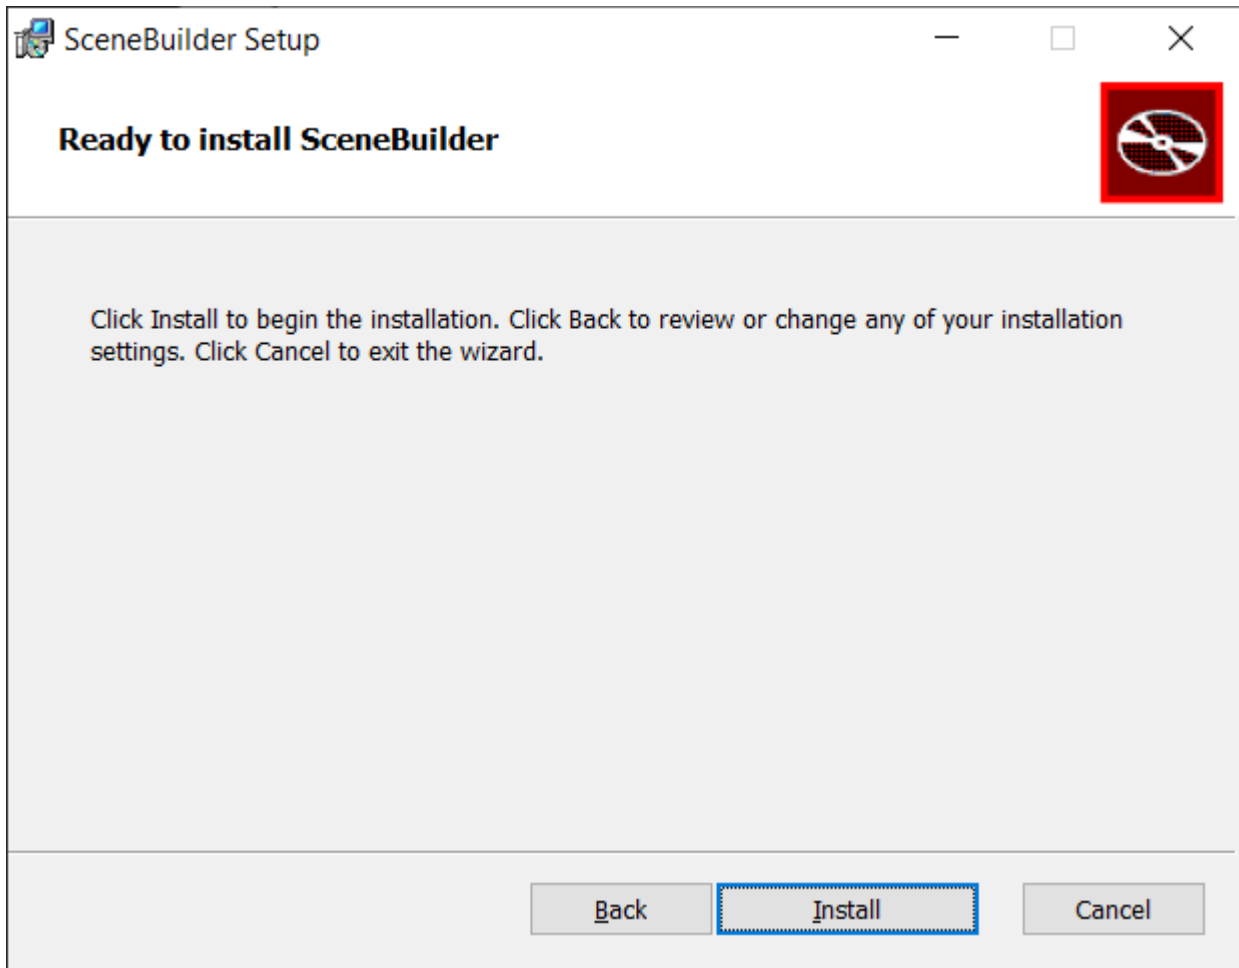 SceneBuilder Setup
Ready to install SceneBuilder
Click Install to begin the installation. Click Back to review or change any of your installation
settings. Click Cancel to exit the wizard.
Back
Install
Cancel